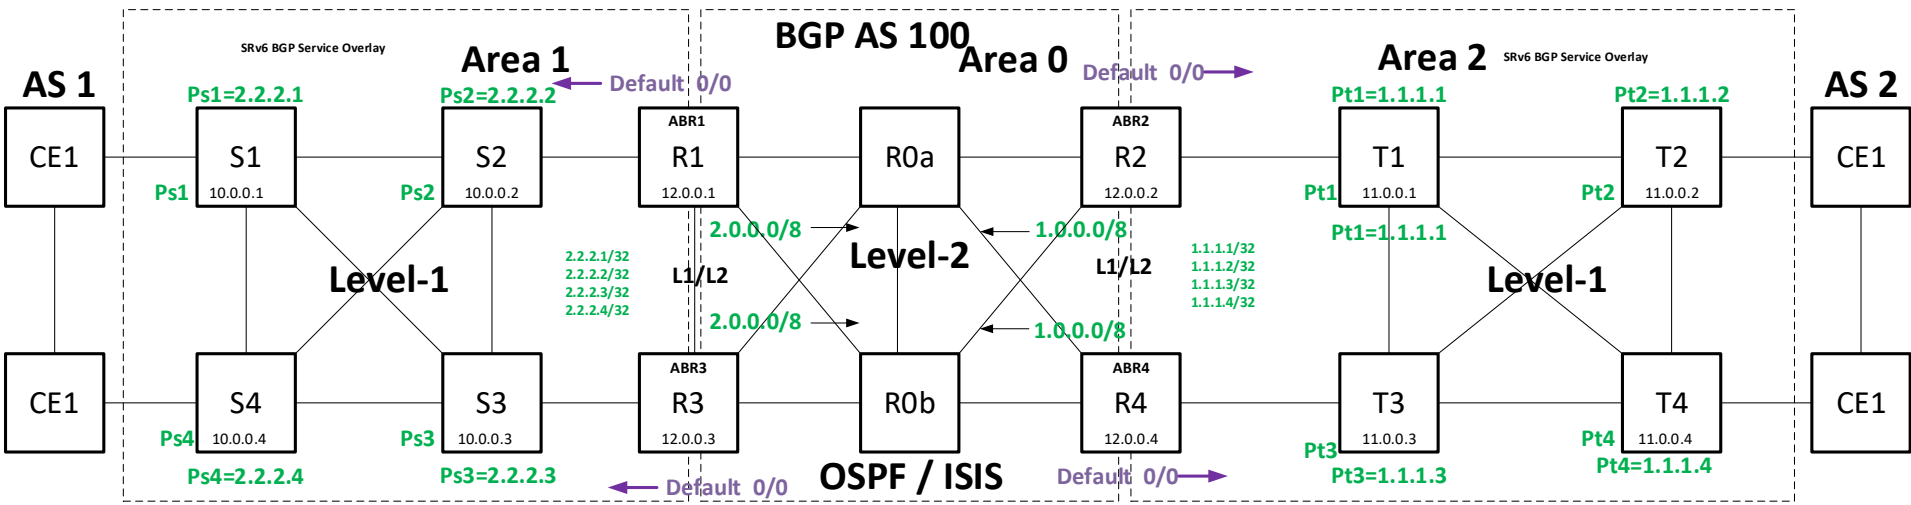 BGP AS 100
SRv6 BGP Service Overlay
Area 1
Area 0
Area 2
SRv6 BGP Service Overlay
Default 0/0
Default 0/0
AS 1
AS 2
Ps1=2.2.2.1
Ps2=2.2.2.2
Pt1=1.1.1.1
Pt2=1.1.1.2
CE1
S1
10.0.0.1
S2
10.0.0.2
ABR1
R1
12.0.0.1
R0a
ABR2
R2
12.0.0.2
T1
11.0.0.1
T2
11.0.0.2
CE1
Ps1
Ps2
Pt1
Pt2
2.0.0.0/8
1.0.0.0/8
Pt1=1.1.1.1
Level-1
2.2.2.1/32
2.2.2.2/32
2.2.2.3/32
2.2.2.4/32
L1/L2
Level-2
L1/L2
1.1.1.1/32
1.1.1.2/32
1.1.1.3/32
1.1.1.4/32
Level-1
2.0.0.0/8
1.0.0.0/8
CE1
S4
10.0.0.4
S3
10.0.0.3
ABR3
R3
12.0.0.3
R0b
ABR4
R4
12.0.0.4
T3
11.0.0.3
T4
11.0.0.4
CE1
Ps4
Ps3
Pt3
Pt4
Ps4=2.2.2.4
Ps3=2.2.2.3
Default 0/0
OSPF / ISIS
Default 0/0
Pt3=1.1.1.3
Pt4=1.1.1.4